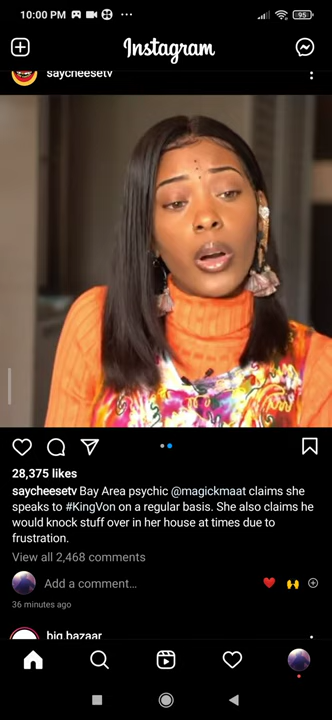 10:00 PM
95
Instagram
saycheesetv
28,375 likes
saycheesetv Bay Area psychic @magickmaat claims she
speaks to #KingVon on a regular basis. She also claims he
would knock stuff over in her house at times due to
frustration.
View all 2,468 comments
Add a comment...
36 minutes ago
big bazaar